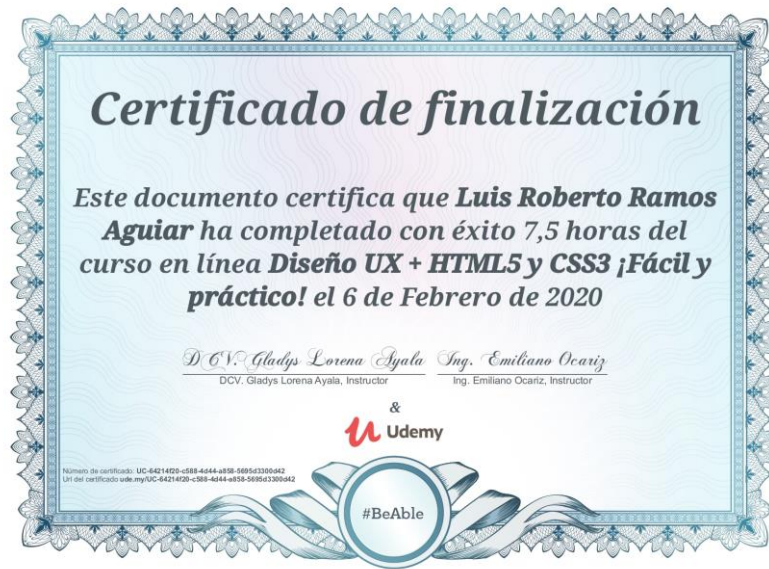 Certificado de finalización
Este documento certifica que Luis Roberto Ramos
Aguiar ha completado con éxito 7,5 horas del
curso en línea Diseño UX + HTML5 y CSS3 ¡Fácil y
práctico! el 6 de Febrero de 2020
DCV. Gladys Lorena Ayala Ing. Emiliano Ocariz
DCV. Gladys Lorena Ayala, Instructor Ing. Emiliano Ocariz, Instructor
&
Udemy
Número de certificado: UC-64214f20-c588-4d44-a858-5695d3300d42
Url del certificado ude.my/UC-64214f20-c588-4d44-a858-5695d3300d42
#BeAble